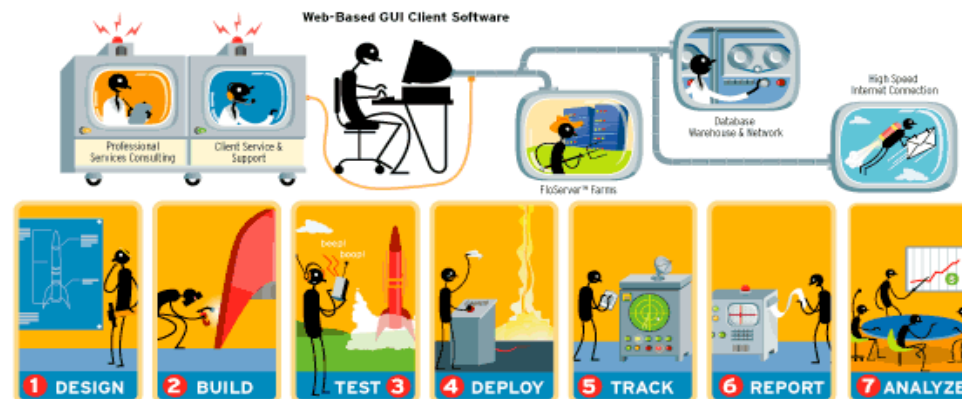 Web-Based GUI Client Software
Professional
Services Consulting
Client Service &
Support
FloServer™ Farms
Database
Warehouse & Network
High Speed
Internet Connection
beep!
boop!
1 DESIGN
2 BUILD
TEST 3
4 DEPLOY
5 TRACK
6 REPORT
7 ANALYZE